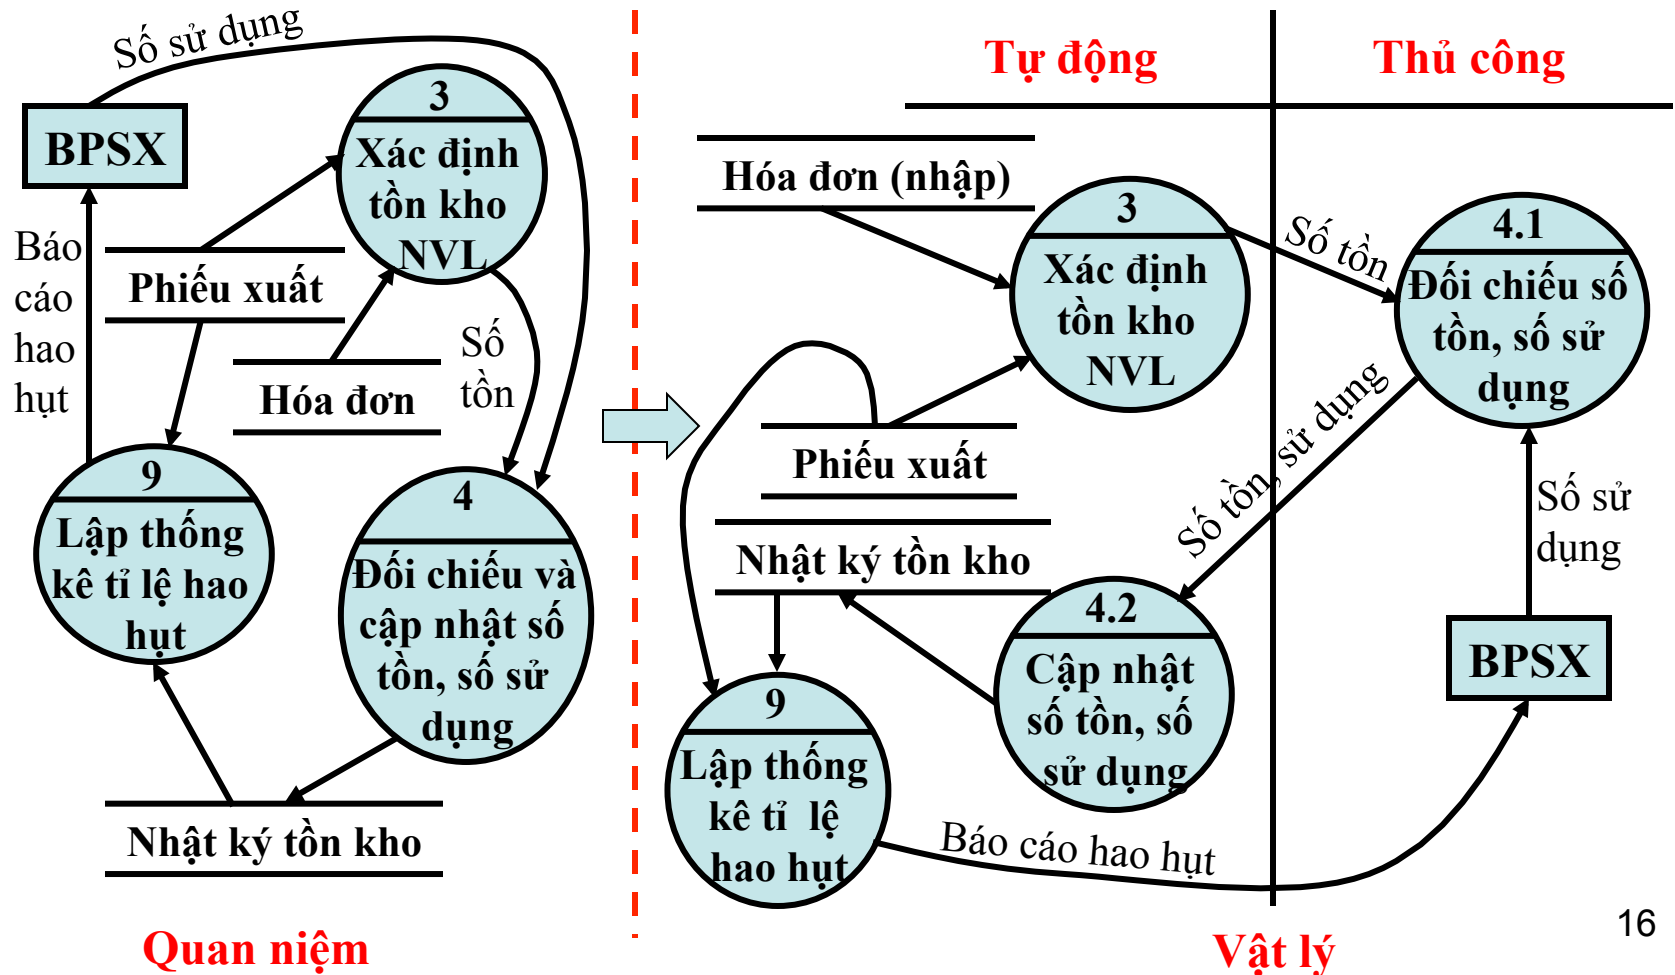 Số sử dụng
BPSX
3
Xác định
tồn kho
NVL
Báo
cáo
hao
hụt
Phiếu xuất
Số
tồn
Hóa đơn
9
Lập thống
kê tỉ lệ hao
hụt
4
Đối chiếu và
cập nhật số
tồn, số sử
dụng
Nhật ký tồn kho
Quan niệm
Tự động
Thủ công
Hóa đơn (nhập)
3
Xác định
tồn kho
NVL
Số tồn
4.1
Đối chiếu số
tồn, số sử
dụng
Phiếu xuất
Số tồn, sử dụng
Số sử
dụng
Nhật ký tồn kho
4.2
Cập nhật
số tồn, số
sử dụng
BPSX
9
Lập thống
kê tỉ lệ
hao hụt
Báo cáo hao hụt
Vật lý
16